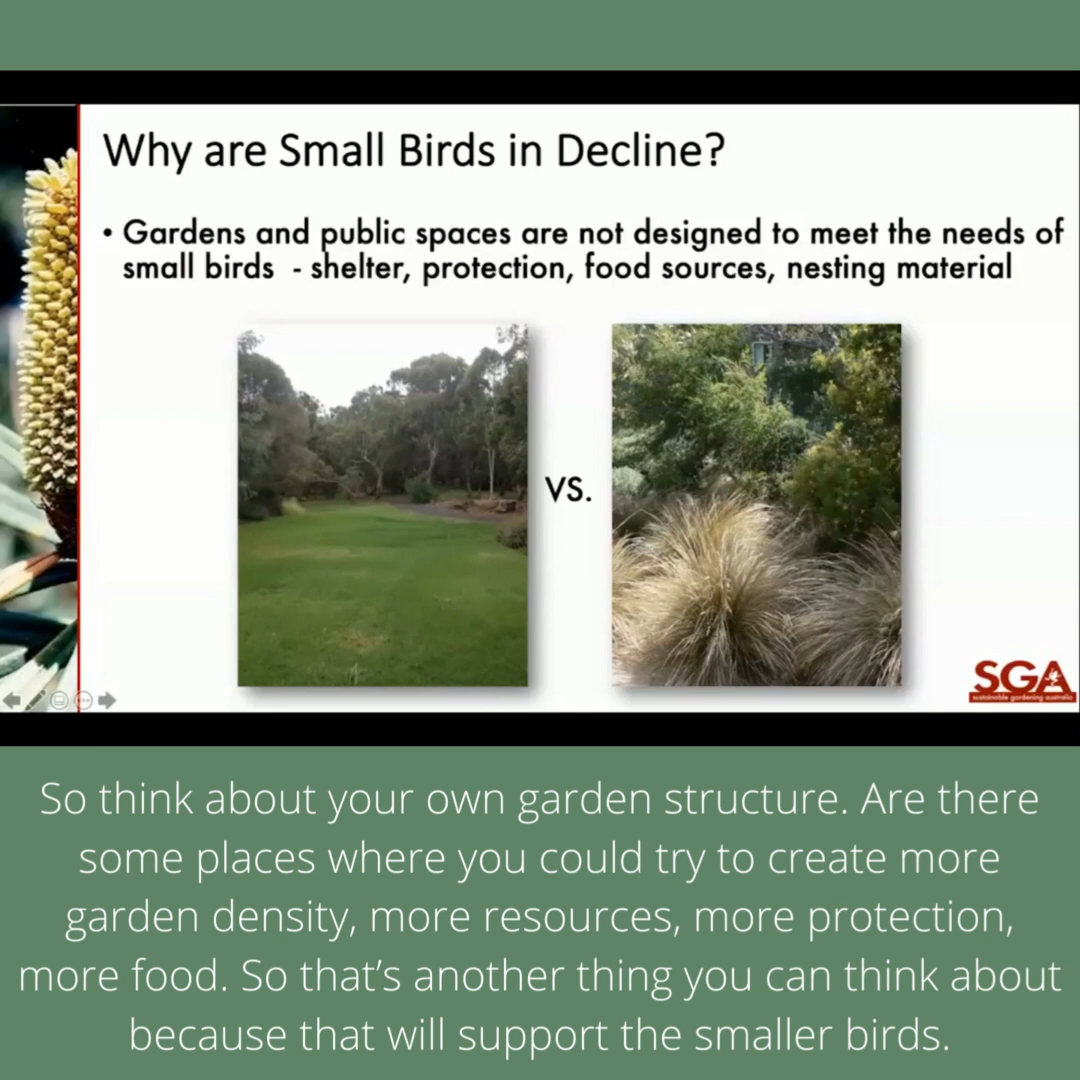 Why are Small Birds in Decline?
• Gardens and public spaces are not designed to meet the needs of
small birds - shelter, protection, food sources, nesting material
vs.
SGA
sustainable gardening australia
So think about your own garden structure. Are there
some places where you could try to create more
garden density, more resources, more protection,
more food. So that’s another thing you can think about
because that will support the smaller birds.